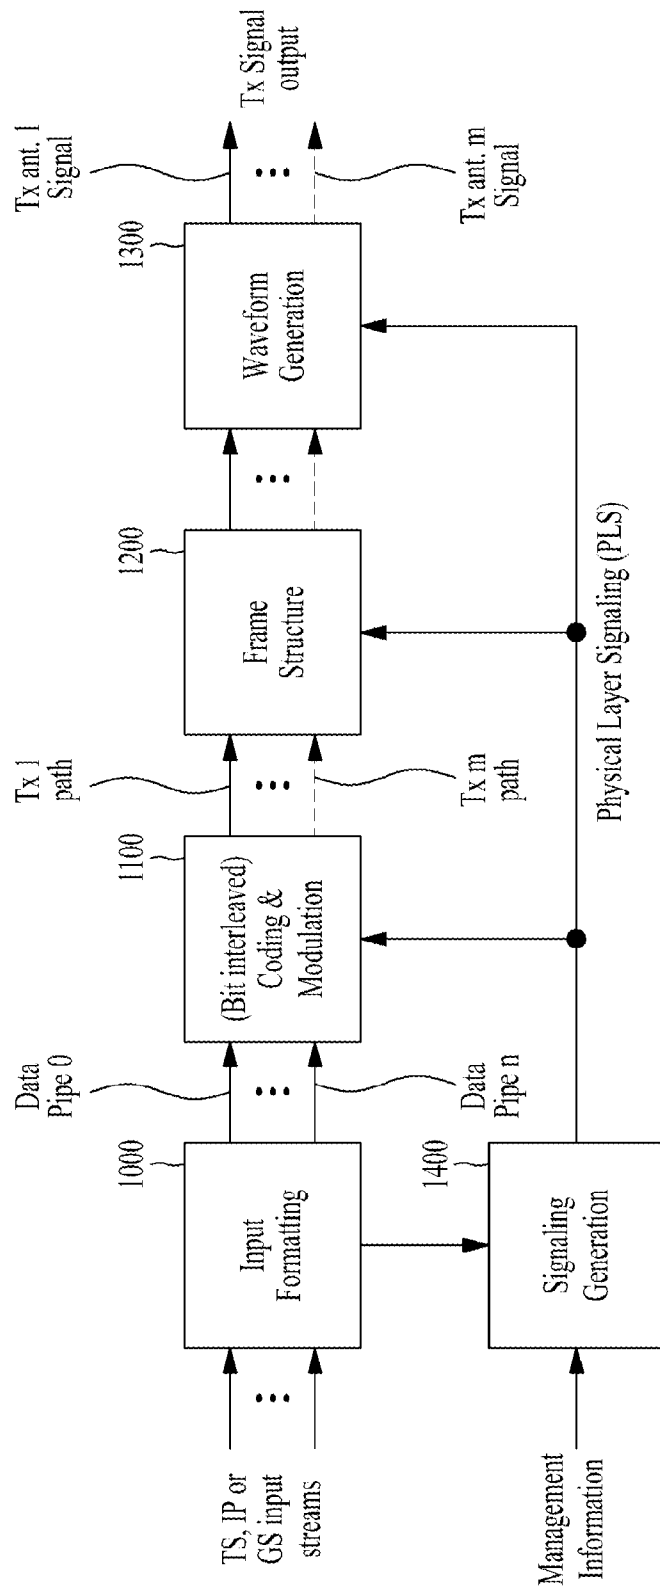 TS, IP or
GS input
streams
1000
Input
Formatting
Data
Pipe 0
Data
Pipe n
1100
(Bit interleaved)
Coding &
Modulation
Tx 1
path
Tx m
path
1200
Frame
Structure
1300
Waveform
Generation
Tx ant. 1
Signal
Tx Signal
output
Tx ant. m
Signal
Management
Information
1400
Signaling
Generation
Physical Layer Signaling (PLS)